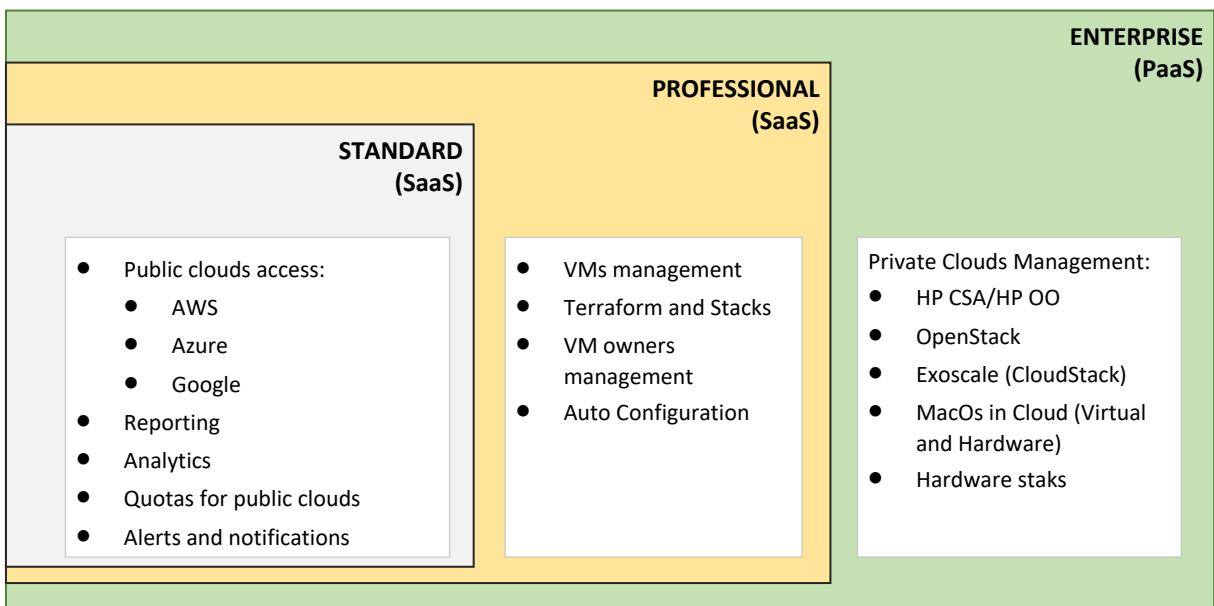 ENTERPRISE
(PaaS)
PROFESSIONAL
(SaaS)
STANDARD
(SaaS)
● Public clouds access:
● AWS
● Azure
● Google
● Reporting
● Analytics
● Quotas for public clouds
● Alerts and notifications
● VMs management
● Terraform and Stacks
● VM owners
management
● Auto Configuration
Private Clouds Management:
● HP CSA/HP OO
● OpenStack
● Exoscale (CloudStack)
● MacOs in Cloud (Virtual
and Hardware)
● Hardware staks